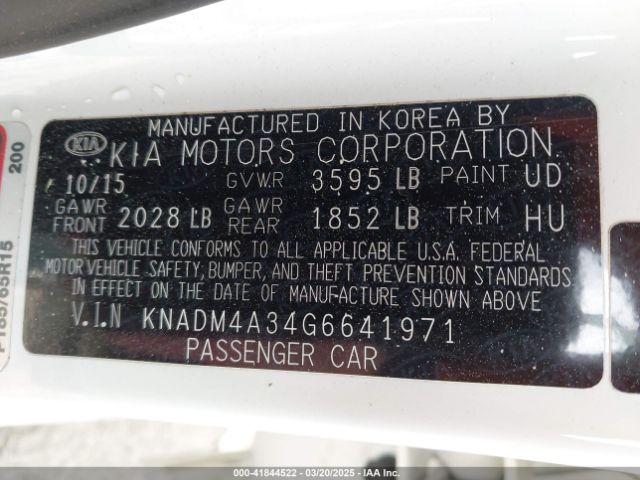 MANUFACTURED IN KOREA BY
KIA KIA MOTORS CORPORATION
10/15 GVWR 3595 LB PAINT UD
GAWR FRONT 2028 LB GAWR REAR 1852 LB TRIM HU
THIS VEHICLE CONFORMS TO ALL APPLICABLE U.S.A. FEDERAL
MOTOR VEHICLE SAFETY, BUMPER, AND THEFT PREVENTION STANDARDS
IN EFFECT ON THE DATE OF MANUFACTURE SHOWN ABOVE.
V.I.N KNADM4A34G6641971
PASSENGER CAR
200
P185/65R15
000-41844522 | 03/20/2025 | IAA Inc.